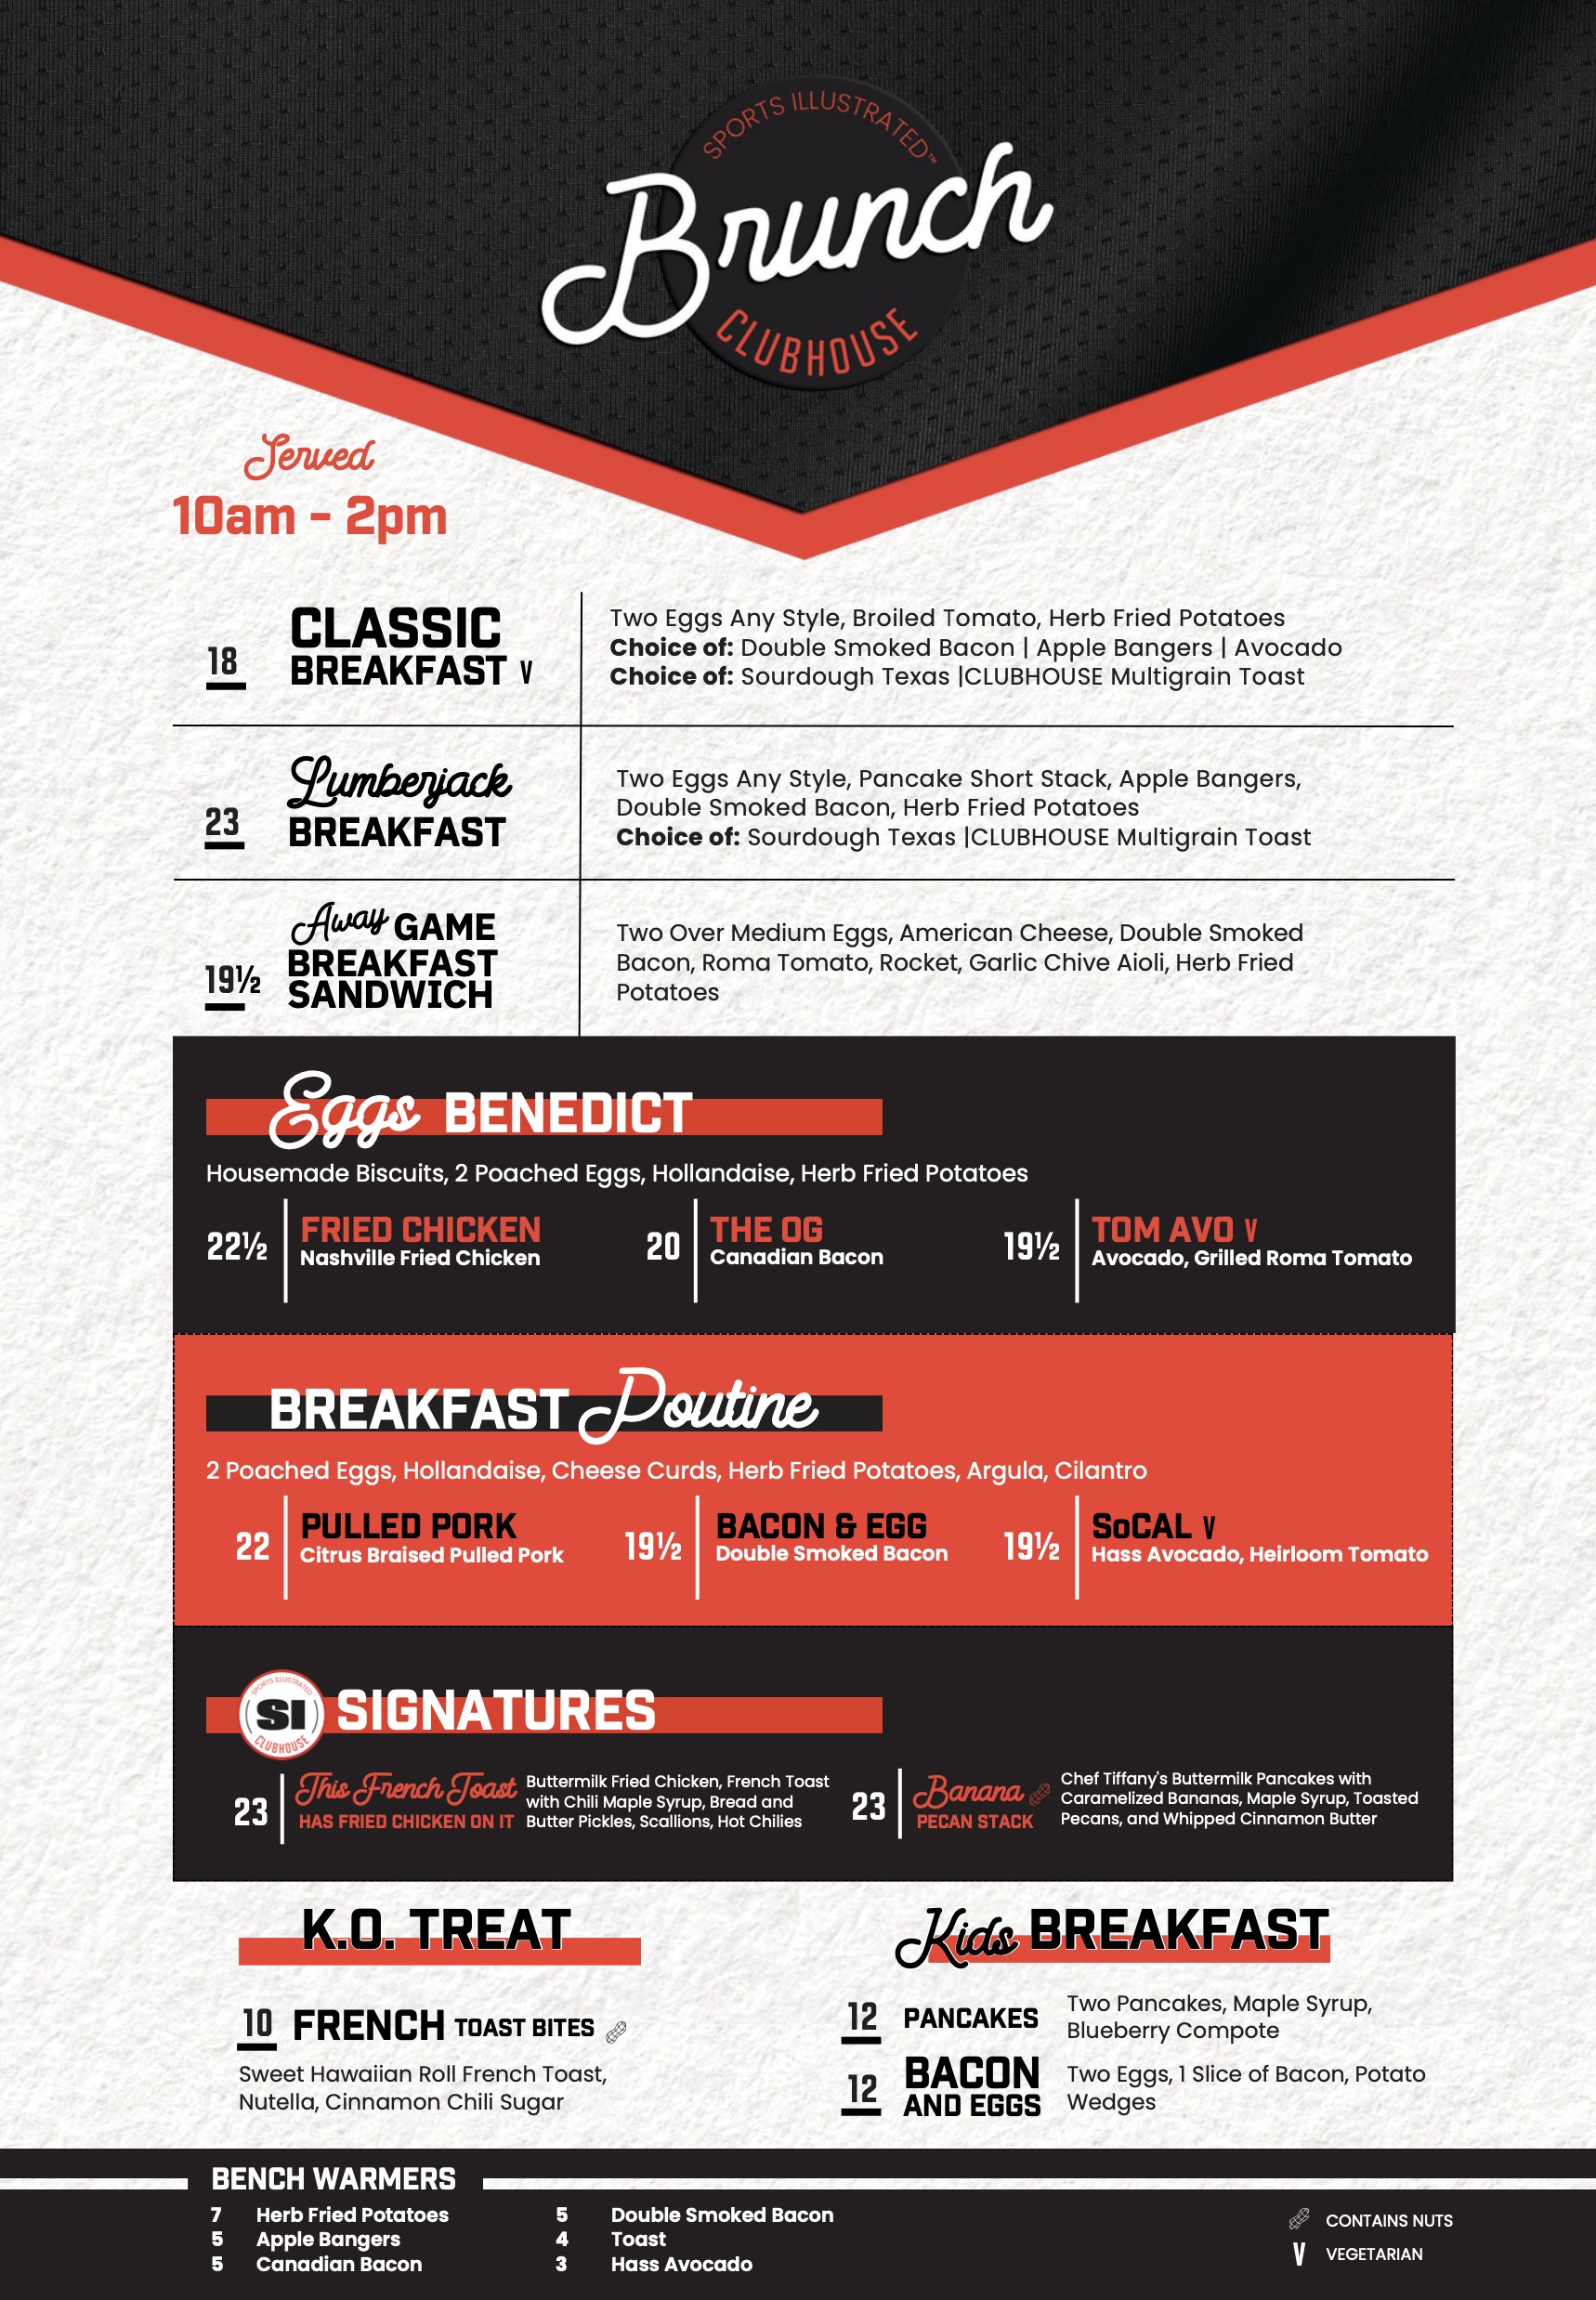 SPORTS ILLUSTRATED™
Brunch
CLUBHOUSE
Served
10am - 2pm
18
CLASSIC
BREAKFAST V
Two Eggs Any Style, Broiled Tomato, Herb Fried Potatoes
Choice of: Double Smoked Bacon | Apple Bangers | Avocado
Choice of: Sourdough Texas |CLUBHOUSE Multigrain Toast
23
Lumberjack
BREAKFAST
Two Eggs Any Style, Pancake Short Stack, Apple Bangers,
Double Smoked Bacon, Herb Fried Potatoes
Choice of: Sourdough Texas |CLUBHOUSE Multigrain Toast
19½
Away GAME
BREAKFAST
SANDWICH
Two Over Medium Eggs, American Cheese, Double Smoked
Bacon, Roma Tomato, Rocket, Garlic Chive Aioli, Herb Fried
Potatoes
Eggs BENEDICT
Housemade Biscuits, 2 Poached Eggs, Hollandaise, Herb Fried Potatoes
22½
FRIED CHICKEN
Nashville Fried Chicken
20
THE OG
Canadian Bacon
19½
TOM AVO V
Avocado, Grilled Roma Tomato
BREAKFAST Poutine
2 Poached Eggs, Hollandaise, Cheese Curds, Herb Fried Potatoes, Argula, Cilantro
22
PULLED PORK
Citrus Braised Pulled Pork
19½
BACON & EGG
Double Smoked Bacon
19½
SoCAL V
Hass Avocado, Heirloom Tomato
SPORTS ILLUSTRATED
SI
CLUBHOUSE
SIGNATURES
23
This French Toast
HAS FRIED CHICKEN ON IT
Buttermilk Fried Chicken, French Toast
with Chili Maple Syrup, Bread and
Butter Pickles, Scallions, Hot Chilies
23
Banana
PECAN STACK
Chef Tiffany's Buttermilk Pancakes with
Caramelized Bananas, Maple Syrup, Toasted
Pecans, and Whipped Cinnamon Butter
K.O. TREAT
10 FRENCH TOAST BITES
Sweet Hawaiian Roll French Toast,
Nutella, Cinnamon Chili Sugar
Kids BREAKFAST
12 PANCAKES
Two Pancakes, Maple Syrup,
Blueberry Compote
12
BACON
AND EGGS
Two Eggs, 1 Slice of Bacon, Potato
Wedges
BENCH WARMERS
7 Herb Fried Potatoes
5 Apple Bangers
5 Canadian Bacon
5 Double Smoked Bacon
4 Toast
3 Hass Avocado
CONTAINS NUTS
V VEGETARIAN